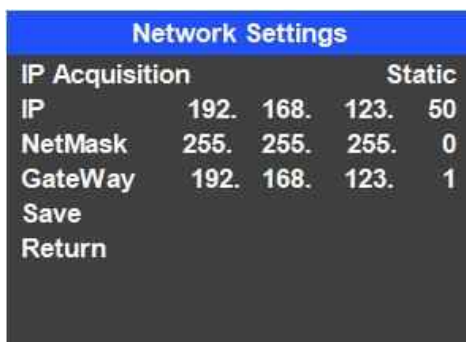 Network Settings
IP Acquisition Static
IP 192. 168. 123. 50
NetMask 255. 255. 255. 0
GateWay 192. 168. 123. 1
Save
Return